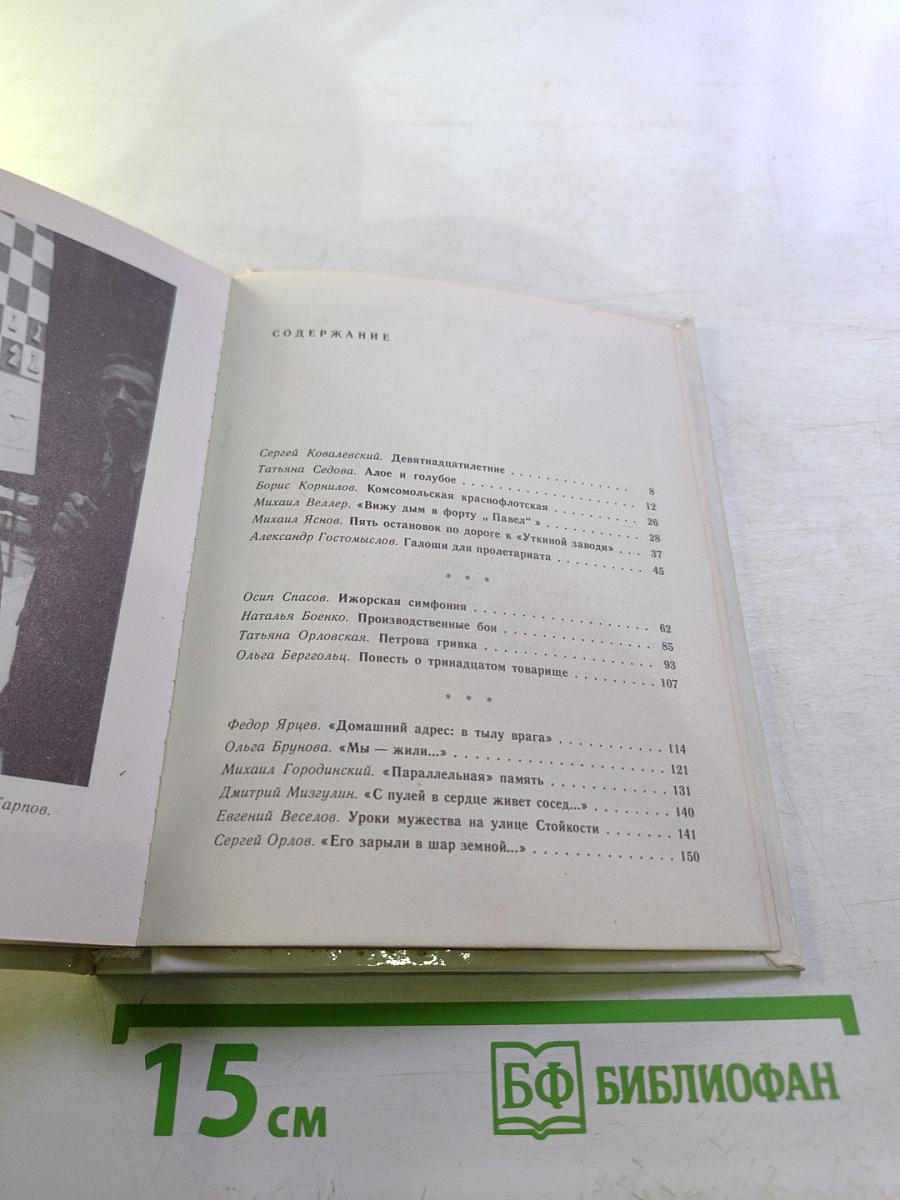 СОДЕРЖАНИЕ
Сергей Ковалевский. Девятнадцатилетние . . . . . . . . . . . . . . 8
Татьяна Седова. Алое и голубое . . . . . . . . . . . . . . . . . . 12
Борис Корнилов. Комсомольская краснофлотская . . . . . . . . . . 26
Михаил Веллер. «Вижу дым в форту „ Павел“ » . . . . . . . . . . 28
Михаил Яснов. Пять остановок по дороге к «Уткиной заводи» . . . 37
Александр Гостомыслов. Галоши для пролетариата . . . . . . . . . 45
* * *
Осип Спасов. Ижорская симфония . . . . . . . . . . . . . . . . . 62
Наталья Боенко. Производственные бои . . . . . . . . . . . . . . 85
Татьяна Орловская. Петрова гривка . . . . . . . . . . . . . . . . 93
Ольга Берггольц. Повесть о тринадцатом товарище . . . . . . . . . 107
* * *
Федор Ярцев. «Домашний адрес: в тылу врага» . . . . . . . . . . . 114
Ольга Брунова. «Мы — жили...» . . . . . . . . . . . . . . . . . . 121
Михаил Городинский. «Параллельная» память . . . . . . . . . . . . 131
Дмитрий Мизгулин. «С пулей в сердце живет сосед...» . . . . . . . 140
Евгений Веселов. Уроки мужества на улице Стойкости . . . . . . . 141
Сергей Орлов. «Его зарыли в шар земной...» . . . . . . . . . . . . 150
Карпов.
15 см
БФ БИБЛИОФАН